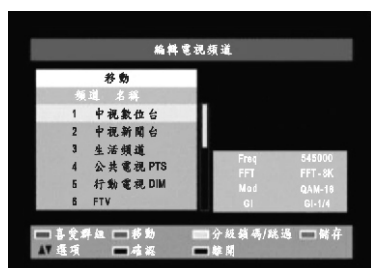 編輯電視頻道
移動
頻道 名稱
1 中視數位台
2 中視新聞台
3 生活頻道
4 公共電視 PTS
5 行動電視 DIM
6 FTV
Freq 545000
FFT FFT-8K
Mod QAM-16
GI GI-1/4
喜愛群組 移動 分級鎖碼/跳過 儲存
選項 確認 離開